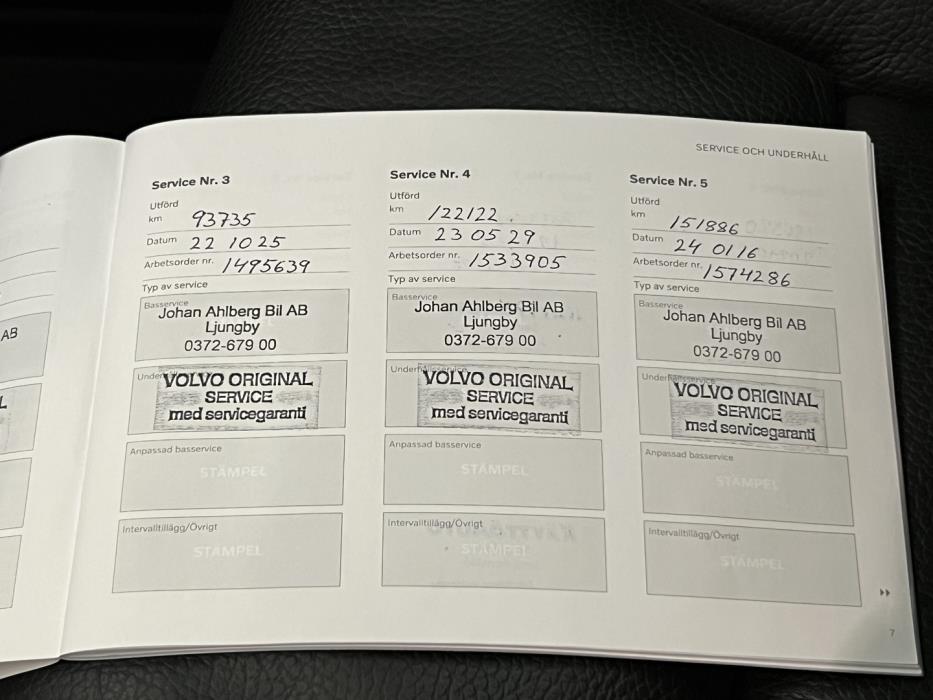 SERVICE OCH UNDERHÅLL
Service Nr. 3
Utförd
km 93735
Datum 22 10 25
Arbetsorder nr. 1495639
Typ av service
Basservice
Johan Ahlberg Bil AB
Ljungby
0372-679 00
VOLVO ORIGINAL
SERVICE
med servicegaranti
Anpassad basservice
STÄMPEL
Intervalltillägg/Övrigt
STÄMPEL
Service Nr. 4
Utförd
km 122122
Datum 23 05 29
Arbetsorder nr. 1533905
Typ av service
Basservice
Johan Ahlberg Bil AB
Ljungby
0372-679 00
Underhållsservice
VOLVO ORIGINAL
SERVICE
med servicegaranti
Anpassad basservice
STÄMPEL
Intervalltillägg/Övrigt
STÄMPEL
Service Nr. 5
Utförd
km 151886
Datum 24 01 16
Arbetsorder nr. 1574286
Typ av service
Basservice
Johan Ahlberg Bil AB
Ljungby
0372-679 00
Underhållsservice
VOLVO ORIGINAL
SERVICE
med servicegaranti
Anpassad basservice
STÄMPEL
Intervalltillägg/Övrigt
STÄMPEL
7
AB
L